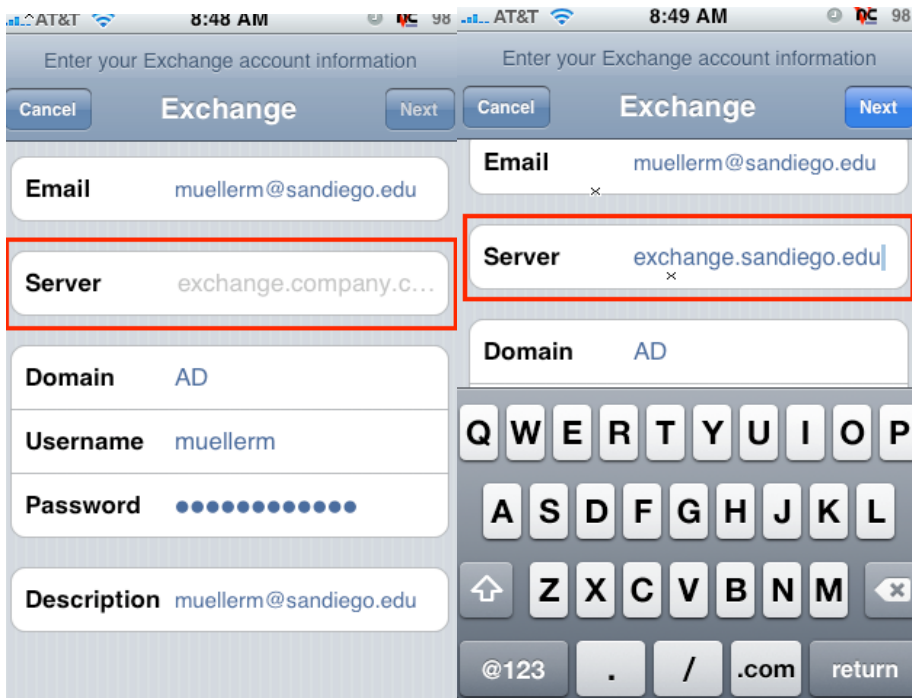 AT&T 8:48 AM 98
Enter your Exchange account information
Cancel Exchange Next
Email muellerm@sandiego.edu
Server exchange.company.c...
Domain AD
Username muellerm
Password ●●●●●●●●●●●●
Description muellerm@sandiego.edu
AT&T 8:49 AM 98
Enter your Exchange account information
Cancel Exchange Next
Email muellerm@sandiego.edu
Server exchange.sandiego.edu
Domain AD
Q W E R T Y U I O P
A S D F G H J K L
Z X C V B N M
@123 . / .com return